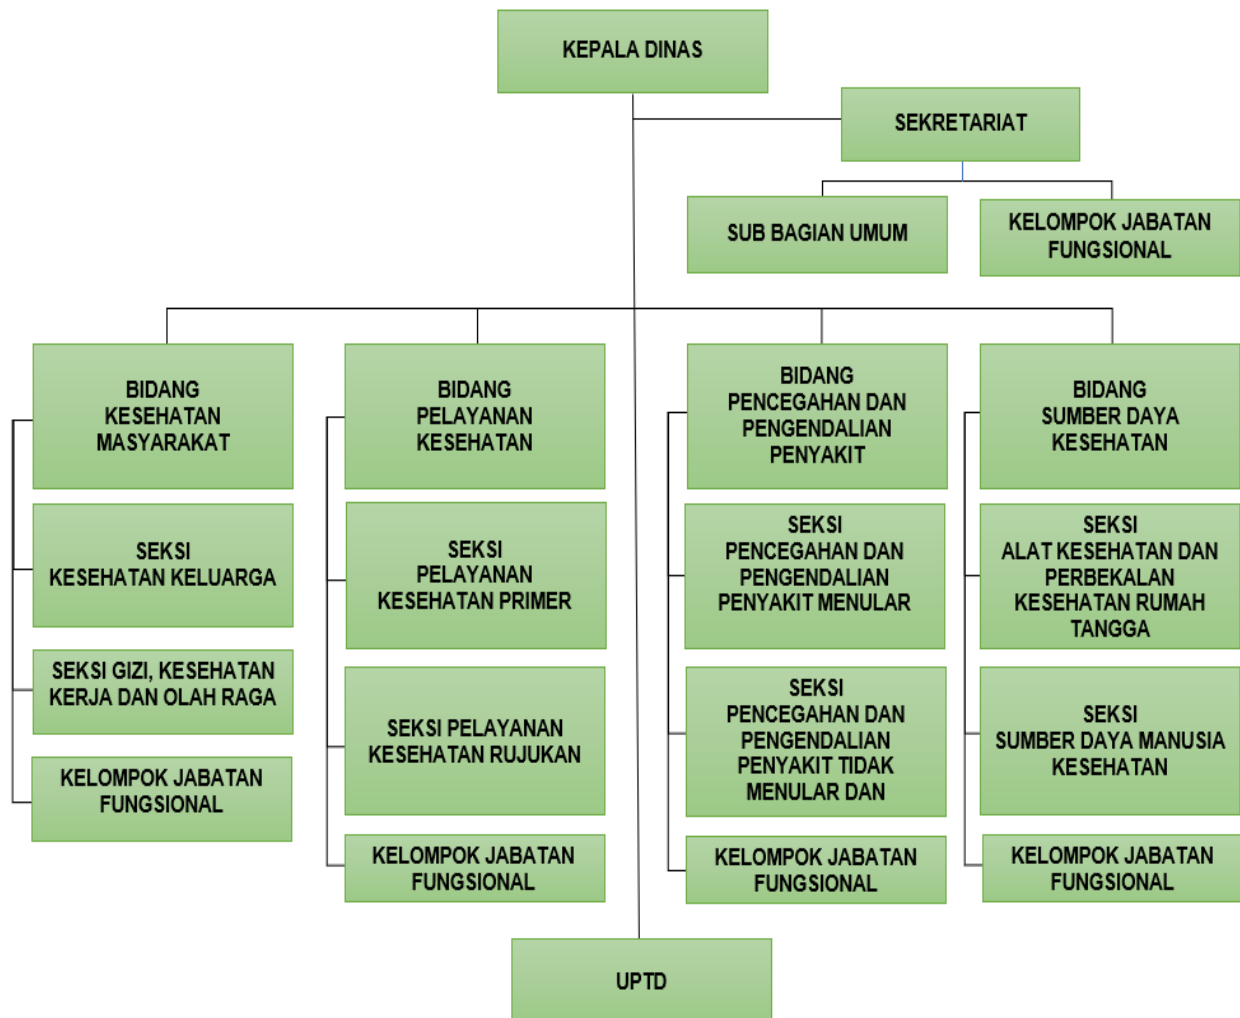 KEPALA DINAS
SEKRETARIAT
SUB BAGIAN UMUM
KELOMPOK JABATAN
FUNGSIONAL
BIDANG
KESEHATAN
MASYARAKAT
SEKSI
KESEHATAN KELUARGA
SEKSI GIZI, KESEHATAN
KERJA DAN OLAH RAGA
KELOMPOK JABATAN
FUNGSIONAL
BIDANG
PELAYANAN
KESEHATAN
SEKSI
PELAYANAN
KESEHATAN PRIMER
SEKSI PELAYANAN
KESEHATAN RUJUKAN
KELOMPOK JABATAN
FUNGSIONAL
BIDANG
PENCEGAHAN DAN
PENGENDALIAN
PENYAKIT
SEKSI
PENCEGAHAN DAN
PENGENDALIAN
PENYAKIT MENULAR
SEKSI
PENCEGAHAN DAN
PENGENDALIAN
PENYAKIT TIDAK
MENULAR DAN
KELOMPOK JABATAN
FUNGSIONAL
BIDANG
SUMBER DAYA
KESEHATAN
SEKSI
ALAT KESEHATAN DAN
PERBEKALAN
KESEHATAN RUMAH
TANGGA
SEKSI
SUMBER DAYA MANUSIA
KESEHATAN
KELOMPOK JABATAN
FUNGSIONAL
UPTD